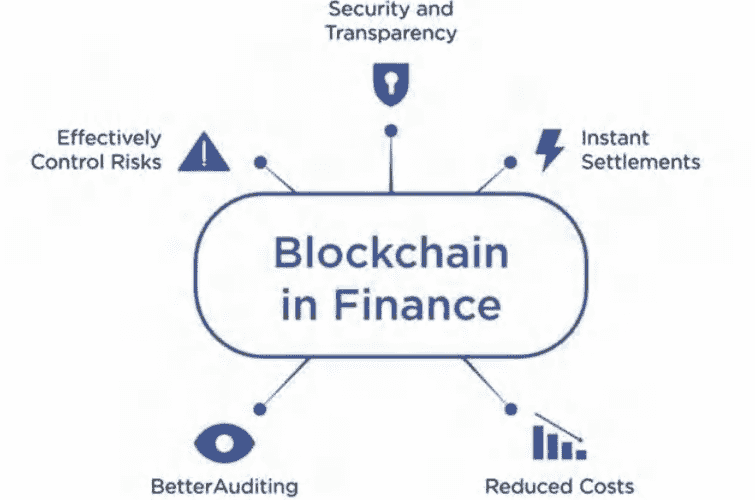 Security and
Transparency
Effectively
Control Risks
Instant
Settlements
Blockchain
in Finance
BetterAuditing
Reduced Costs